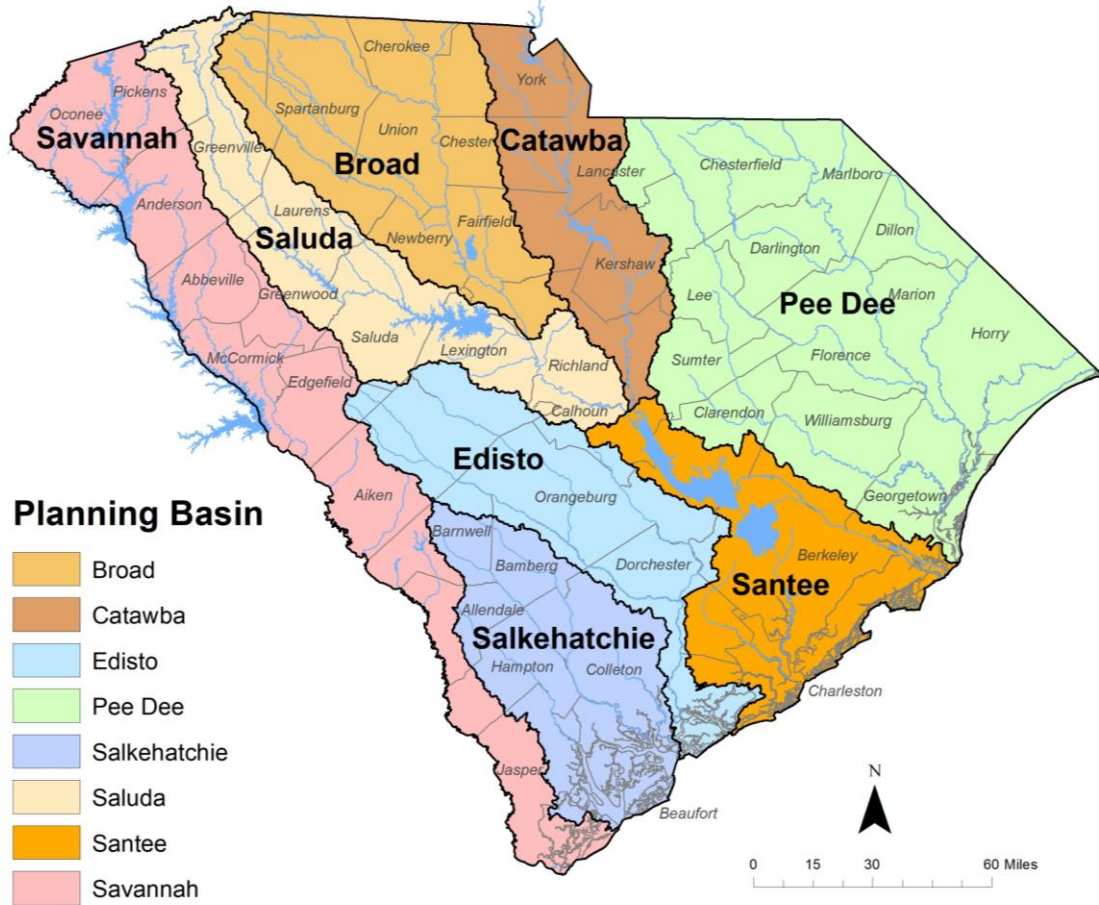 Cherokee
York
Pickens
Oconee
Savannah
Spartanburg
Union
Chester
Catawba
Greenville
Broad
Lancaster
Chesterfield
Marlboro
Anderson
Laurens
Saluda
Newberry
Fairfield
Darlington
Dillon
Abbeville
Greenwood
Kershaw
Lee
Pee Dee
Marion
Horry
McCormick
Saluda
Lexington
Richland
Sumter
Florence
Edgefield
Calhoun
Clarendon
Williamsburg
Edisto
Aiken
Orangeburg
Georgetown
Barnwell
Bamberg
Dorchester
Berkeley
Santee
Allendale
Salkehatchie
Hampton
Colleton
Charleston
Jasper
Beaufort
Planning Basin
Broad
Catawba
Edisto
Pee Dee
Salkehatchie
Saluda
Santee
Savannah
N
0 15 30 60 Miles